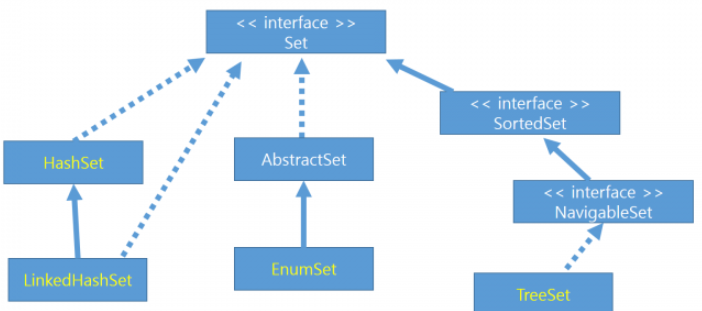 << interface >>
Set
<< interface >>
SortedSet
HashSet
AbstractSet
<< interface >>
NavigableSet
LinkedHashSet
EnumSet
TreeSet